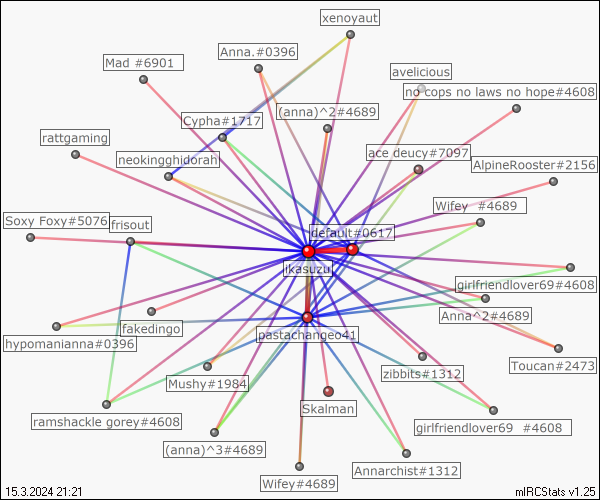 xenoyaut
Anna.#0396
Mad #6901
avelicious
no cops no laws no hope#4608
(anna)^2#4689
Cypha#1717
rattgaming
neokingghidorah
ace deucy#7097
AlpineRooster#2156
Wifey  #4689
Soxy Foxy#5076
frisout
default#0617
ikasuzu
girlfriendlover69#4608
Anna^2#4689
fakedingo
pastachangeo41
hypomanianna#0396
Toucan#2473
zibbits#1312
Mushy#1984
Skalman
ramshackle gorey#4608
girlfriendlover69  #4608
(anna)^3#4689
Annarchist#1312
Wifey#4689
15.3.2024 21:21
mIRCStats v1.25